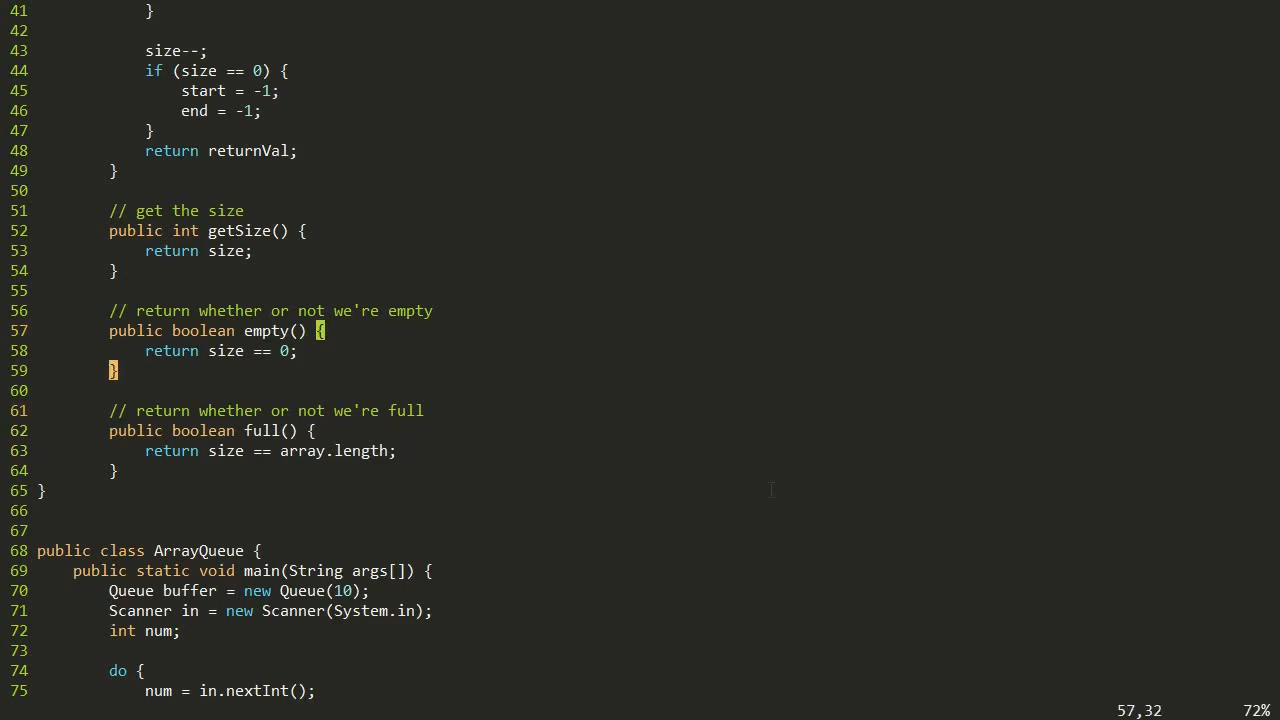 41             }
42
43             size--;
44             if (size == 0) {
45                 start = -1;
46                 end = -1;
47             }
48             return returnVal;
49         }
50
51         // get the size
52         public int getSize() {
53             return size;
54         }
55
56         // return whether or not we're empty
57         public boolean empty() {
58             return size == 0;
59         }
60
61         // return whether or not we're full
62         public boolean full() {
63             return size == array.length;
64         }
65 }
66
67
68 public class ArrayQueue {
69     public static void main(String args[]) {
70         Queue buffer = new Queue(10);
71         Scanner in = new Scanner(System.in);
72         int num;
73
74         do {
75             num = in.nextInt();
57,32 72%